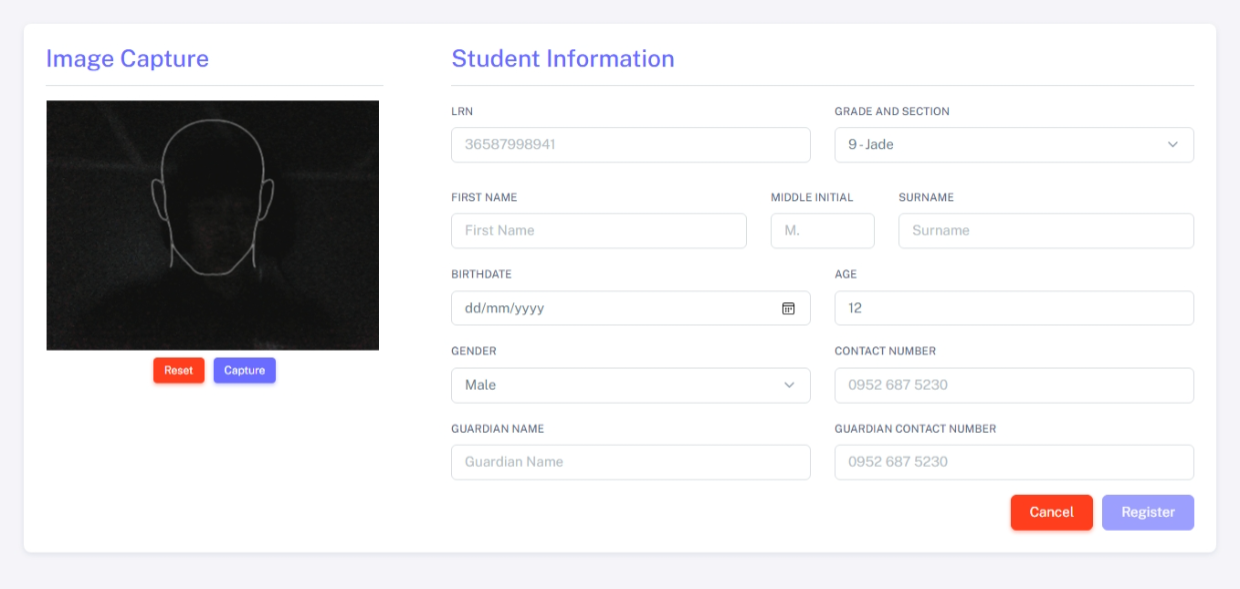 Image Capture
Reset
Capture
Student Information
LRN
36587998941
GRADE AND SECTION
9 - Jade
FIRST NAME
First Name
MIDDLE INITIAL
M.
SURNAME
Surname
BIRTHDATE
dd/mm/yyyy
AGE
12
GENDER
Male
CONTACT NUMBER
0952 687 5230
GUARDIAN NAME
Guardian Name
GUARDIAN CONTACT NUMBER
0952 687 5230
Cancel
Register